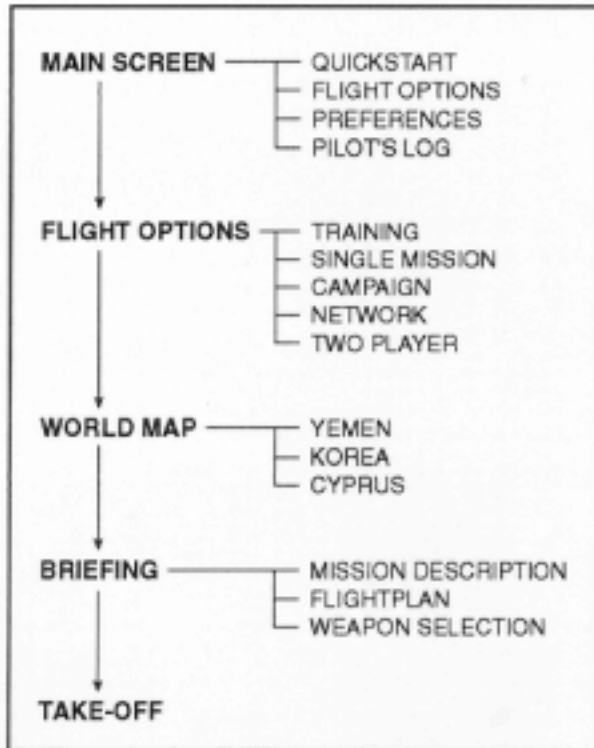 MAIN SCREEN
QUICKSTART
FLIGHT OPTIONS
PREFERENCES
PILOT'S LOG
FLIGHT OPTIONS
TRAINING
SINGLE MISSION
CAMPAIGN
NETWORK
TWO PLAYER
WORLD MAP
YEMEN
KOREA
CYPRUS
BRIEFING
MISSION DESCRIPTION
FLIGHTPLAN
WEAPON SELECTION
TAKE-OFF